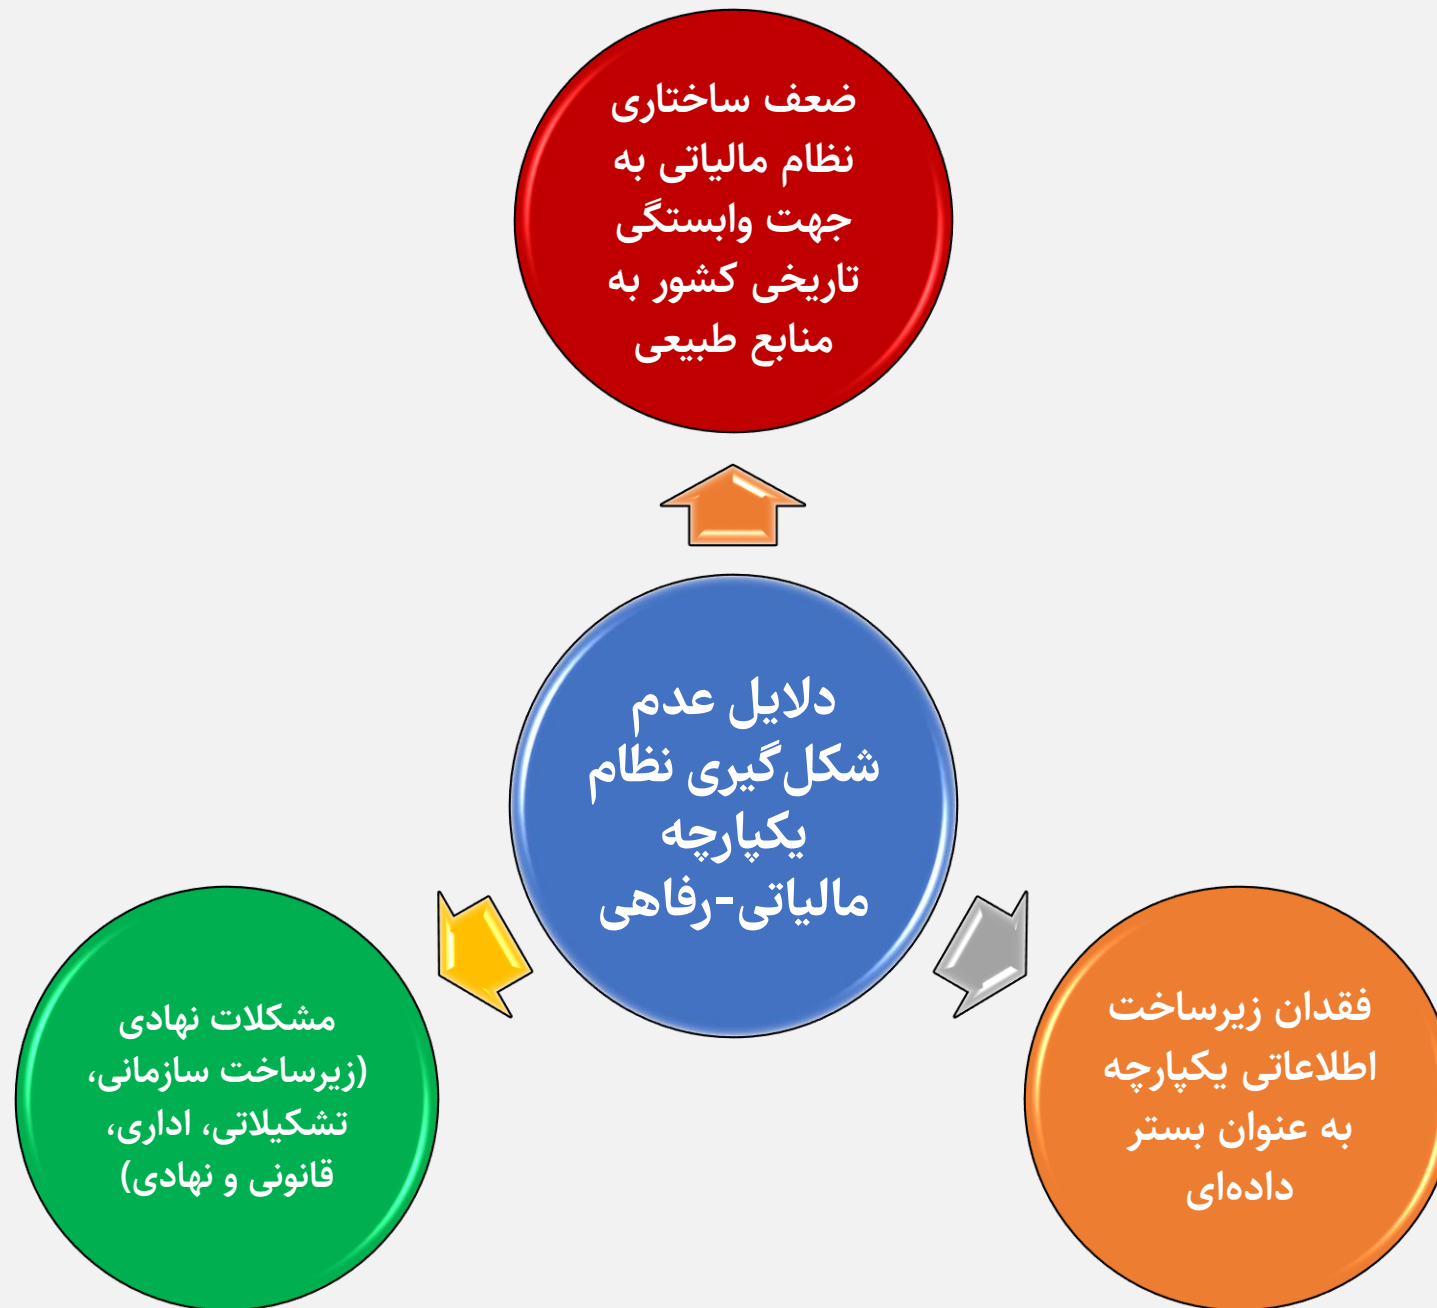 ضعف ساختاری
نظام مالیاتی به
جهت وابستگی
تاریخی کشور به
منابع طبیعی
دلایل عدم
شکل‌گیری نظام
یکپارچه
مالیاتی-رفاهی
فقدان زیرساخت
اطلاعاتی یکپارچه
به عنوان بستر
داده‌ای
مشکلات نهادی
(زیرساخت سازمانی،
تشکیلاتی، اداری،
قانونی و نهادی)